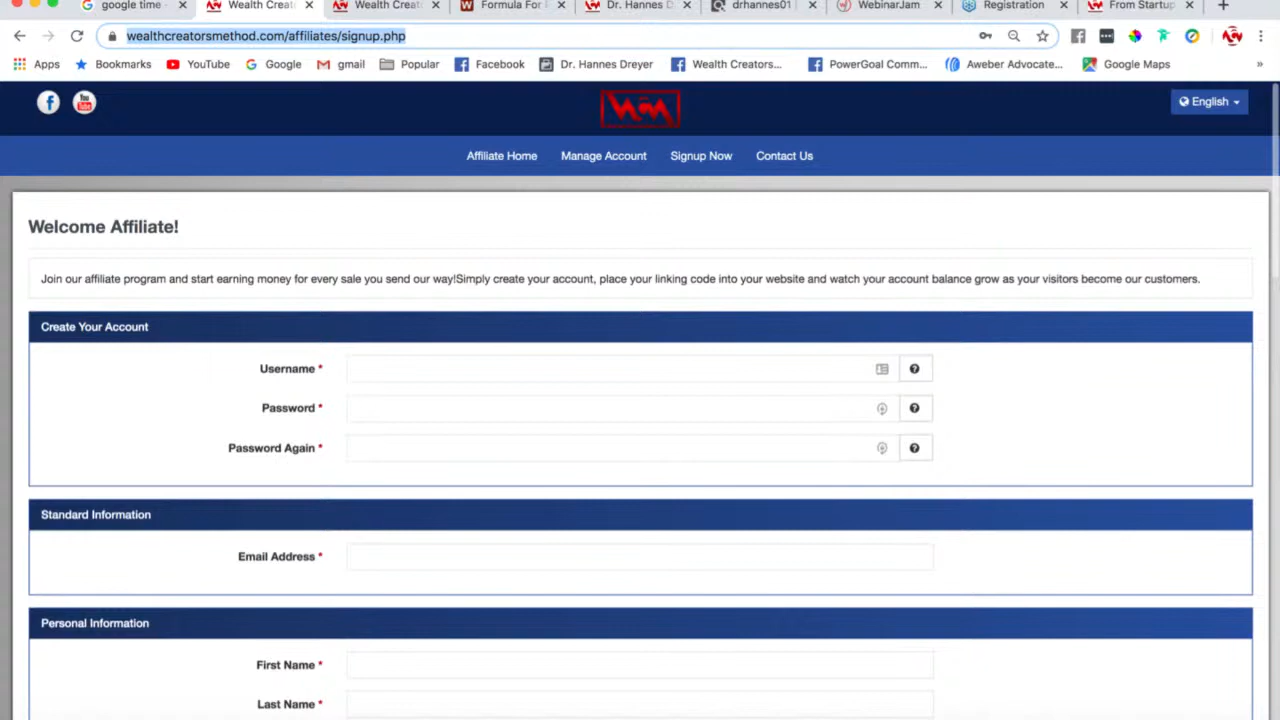 google time -
Wealth Creat
Wealth Creati
Formula For F
Dr. Hannes D
drhannes01
WebinarJam
Registration
From Startup
wealthcreatorsmethod.com/affiliates/signup.php
Apps
Bookmarks
YouTube
Google
gmail
Popular
Facebook
Dr. Hannes Dreyer
Wealth Creators...
PowerGoal Comm...
Aweber Advocate...
Google Maps
»
WCM
English
Affiliate Home
Manage Account
Signup Now
Contact Us
Welcome Affiliate!
Join our affiliate program and start earning money for every sale you send our way!Simply create your account, place your linking code into your website and watch your account balance grow as your visitors become our customers.
Create Your Account
Username *
Password *
Password Again *
Standard Information
Email Address *
Personal Information
First Name *
Last Name *